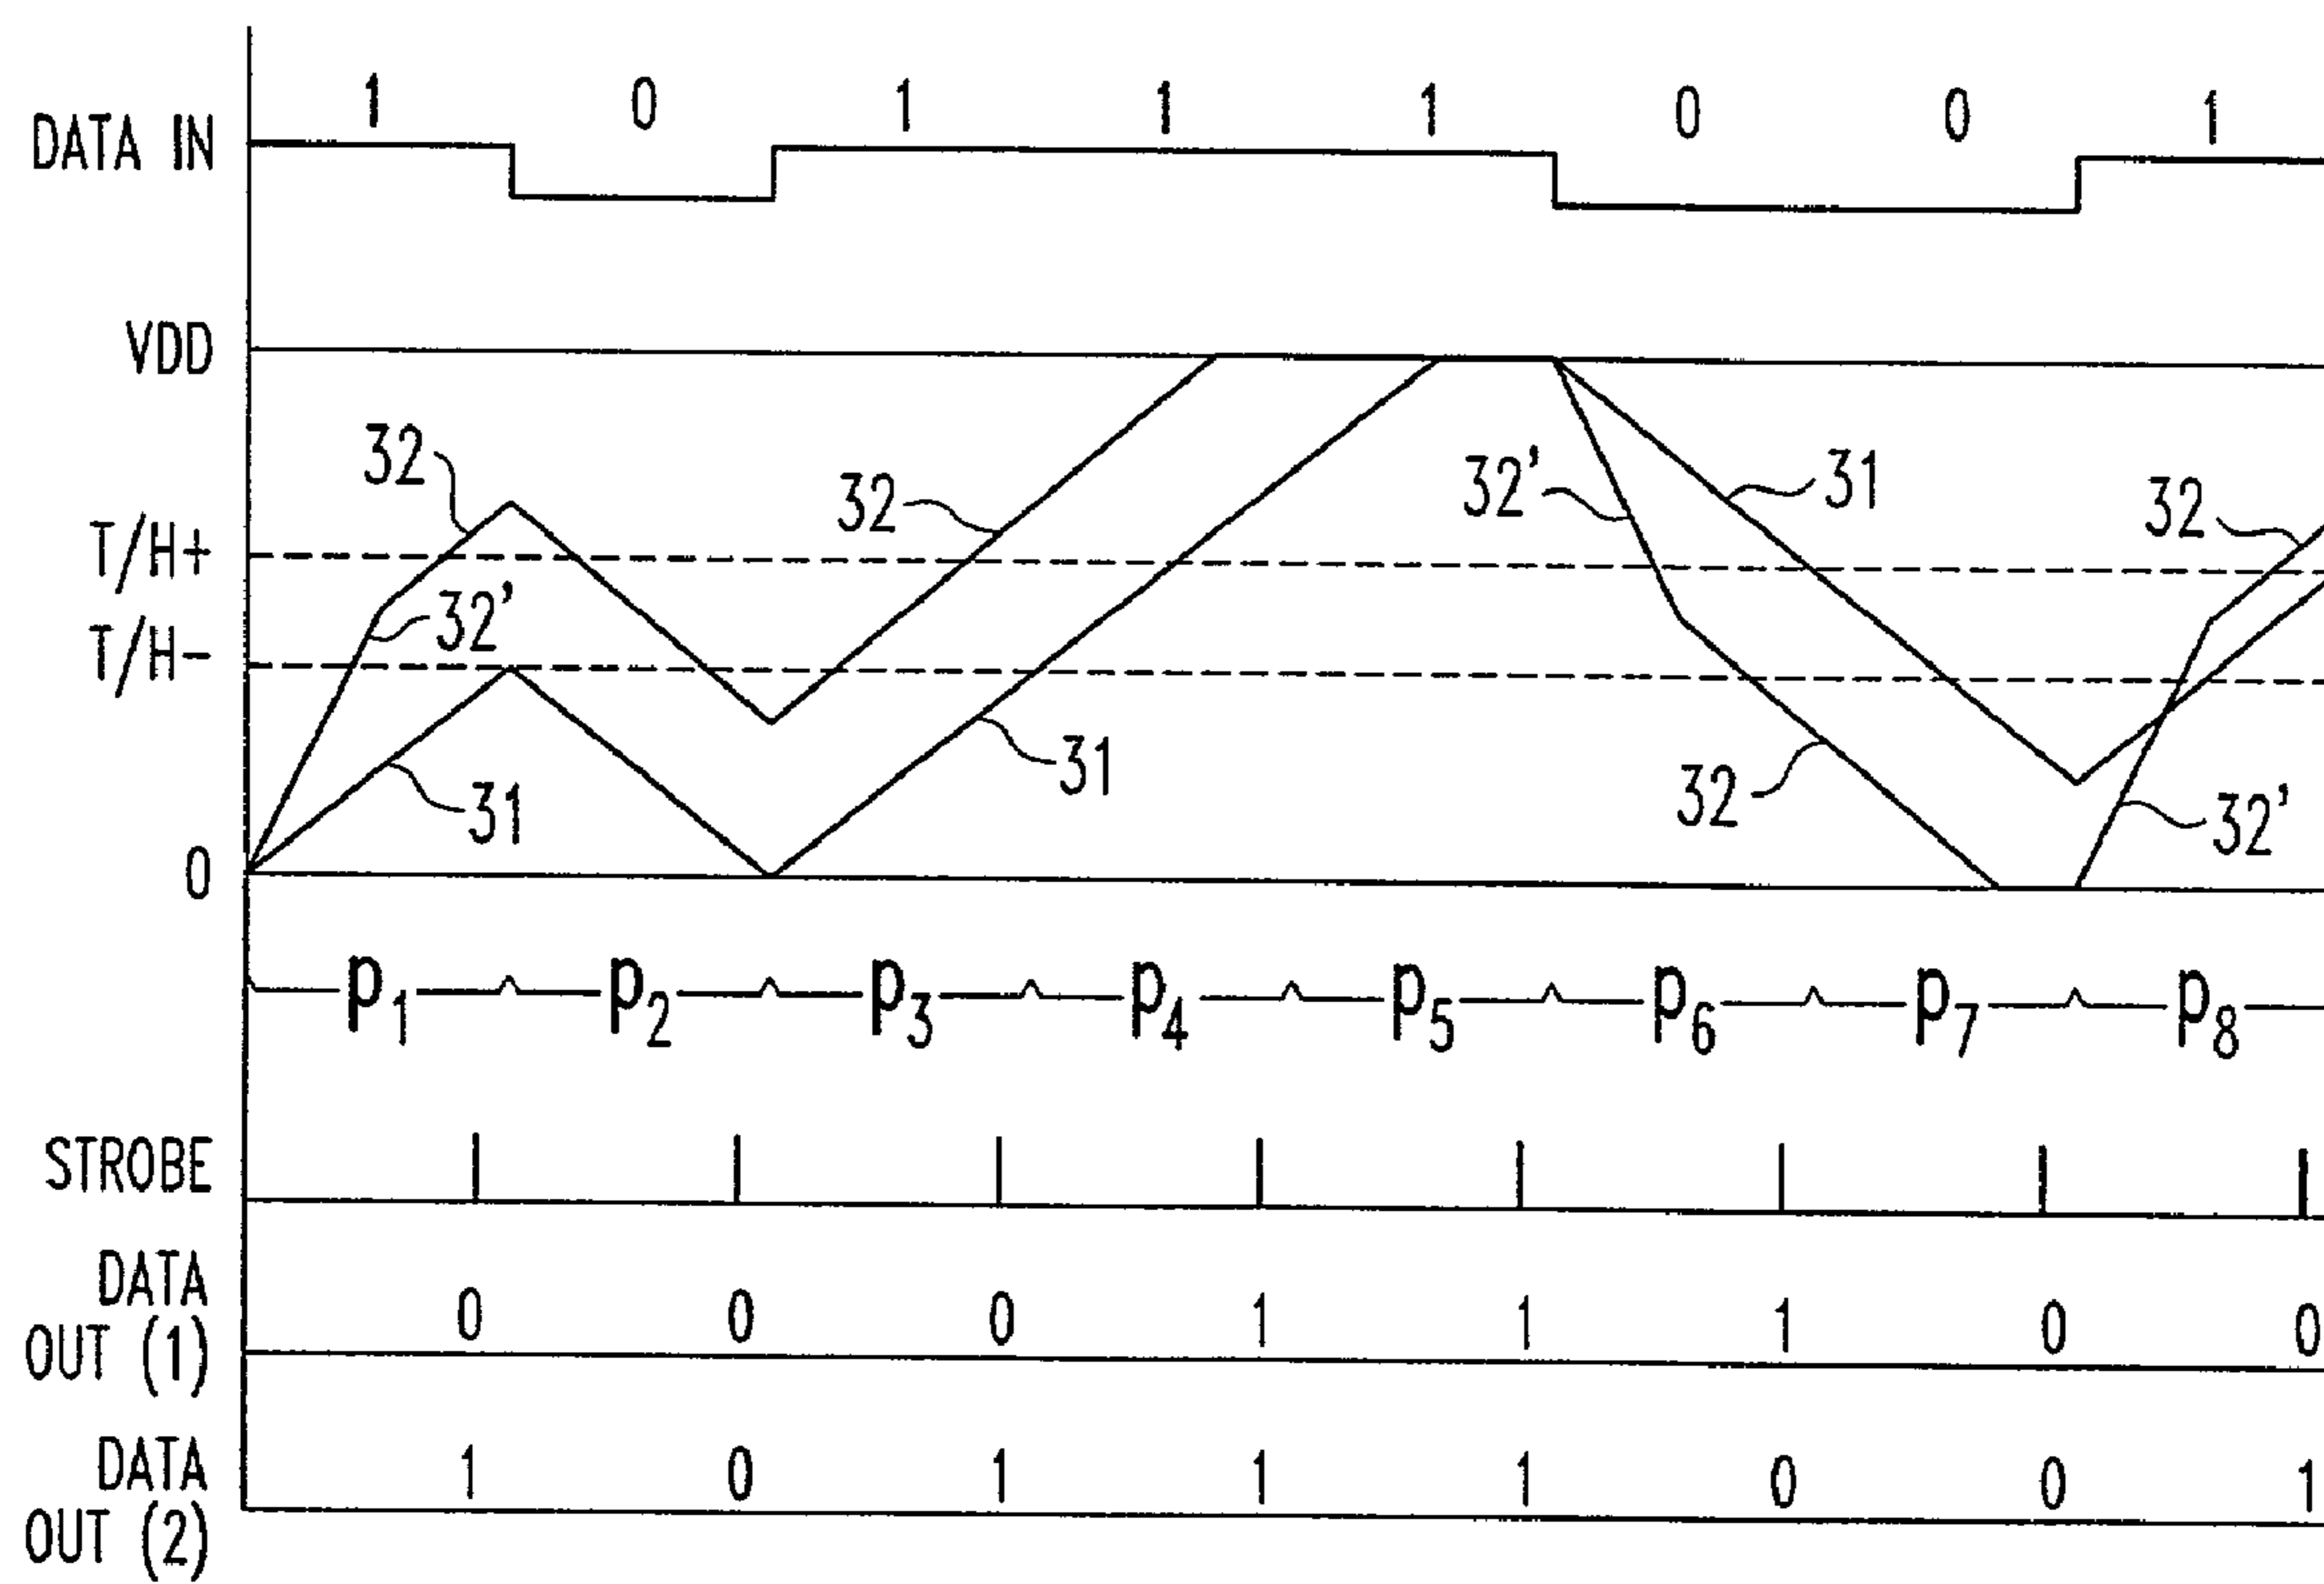 1 0 1 1 1 0 0 1
DATA IN
VDD
32 32 32' 31 32
T/H+
32'
T/H-
31 31 32 32'
0
p1 p2 p3 p4 p5 p6 p7 p8
STROBE
DATA
OUT (1)
0 0 0 1 1 1 0 0
DATA
OUT (2)
1 0 1 1 1 0 0 1